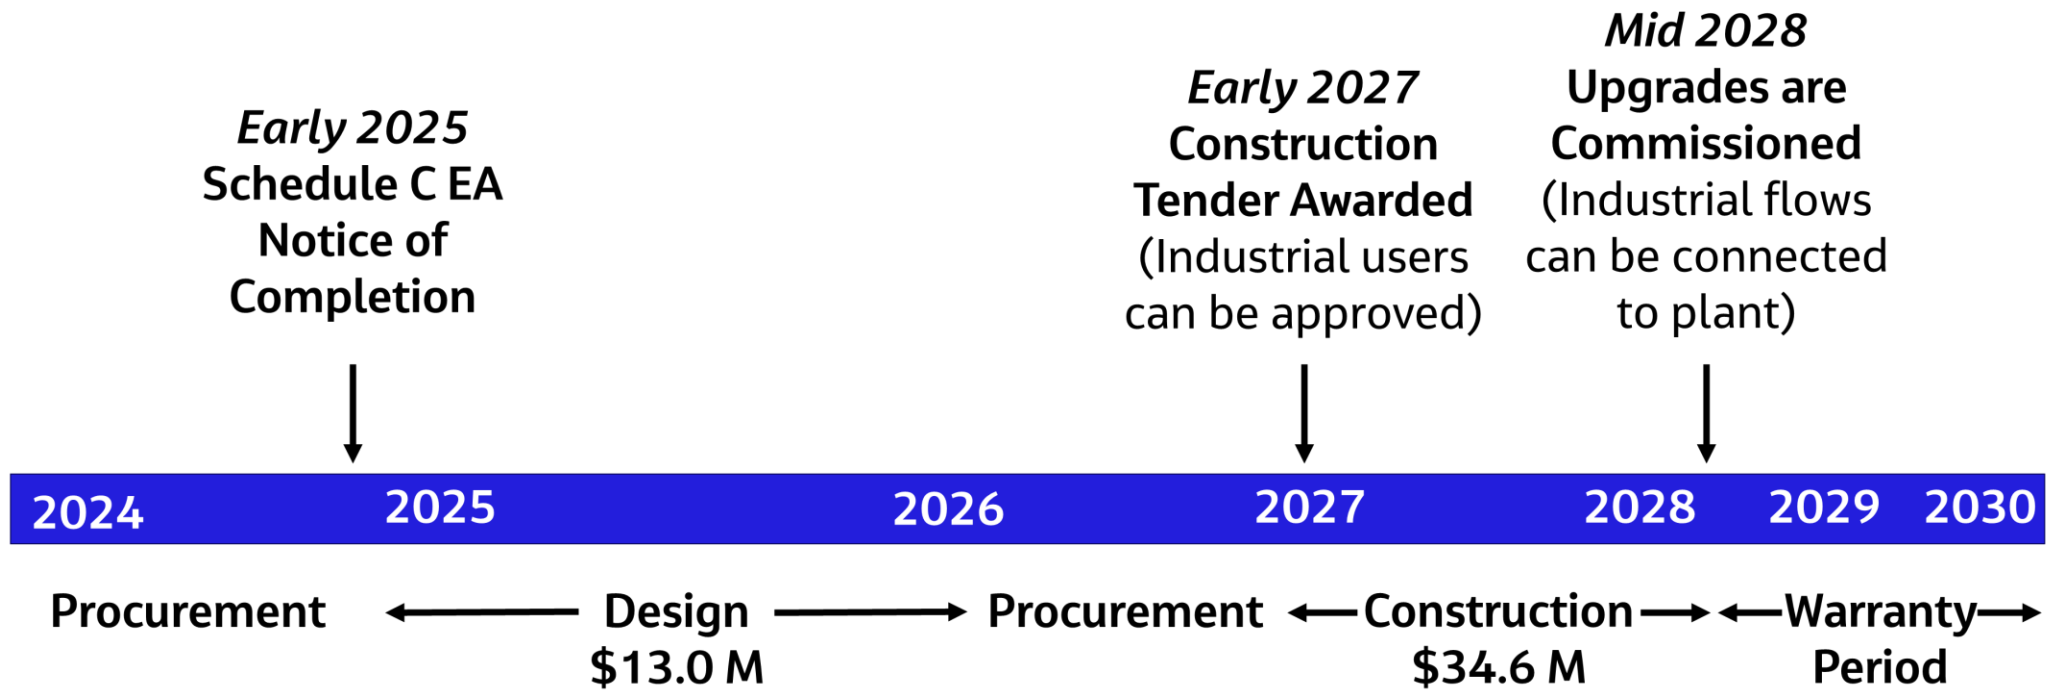 Early 2025
Schedule C EA
Notice of
Completion
Early 2027
Construction
Tender Awarded
(Industrial users
can be approved)
Mid 2028
Upgrades are
Commissioned
(Industrial flows
can be connected
to plant)
2024 2025 2026 2027 2028 2029 2030
Procurement
Design
$13.0 M
Procurement
Construction
$34.6 M
Warranty
Period